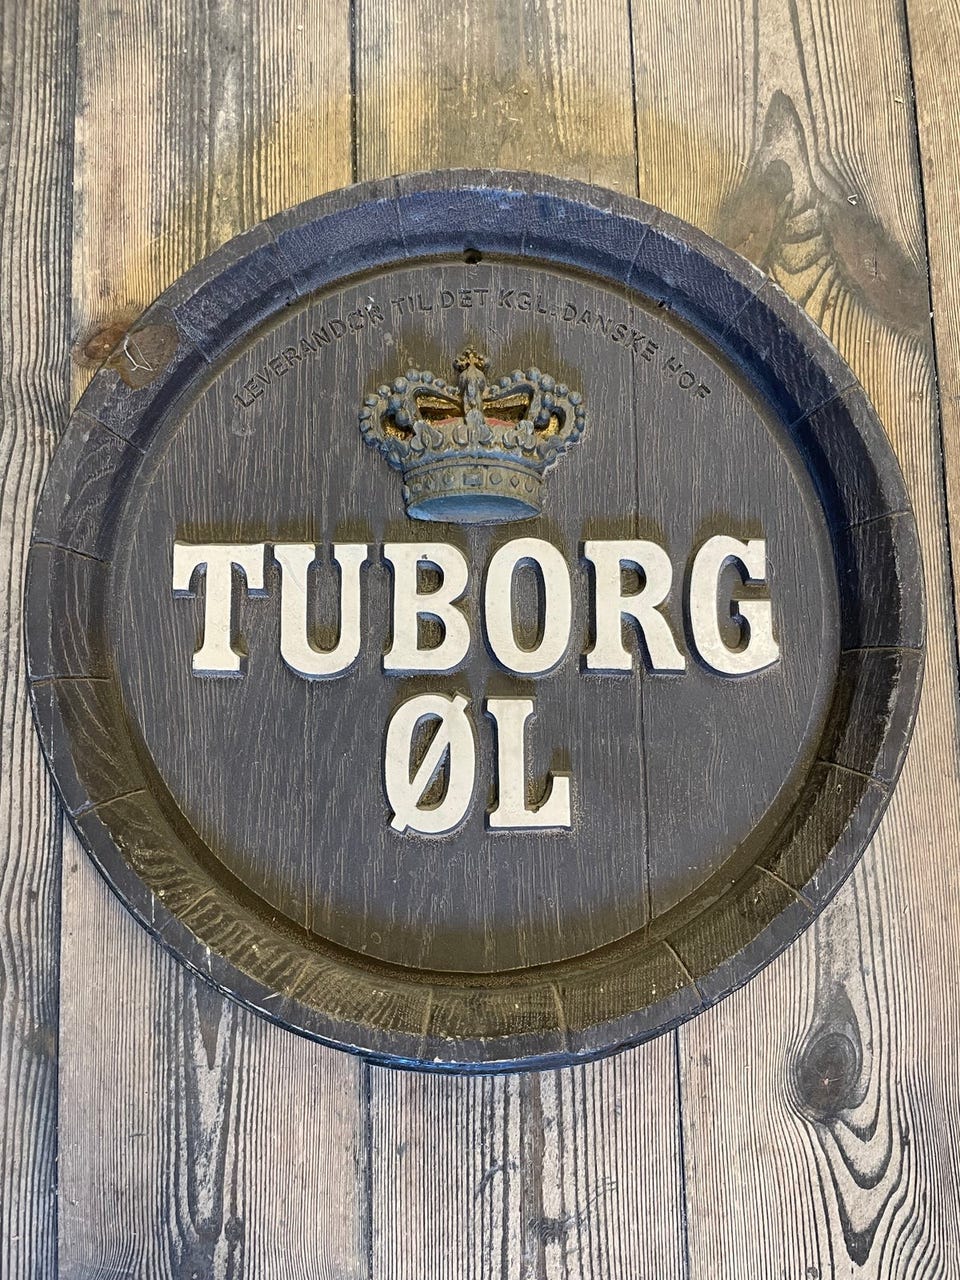 LEVERANDØR TIL DET KGL. DANSKE HOF
TUBORG
ØL